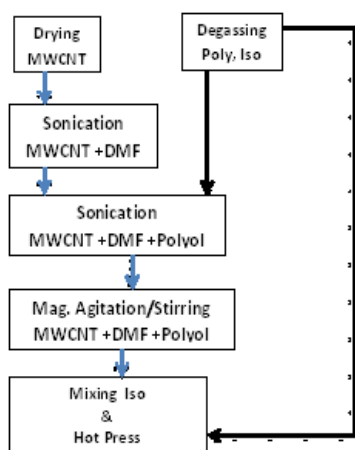 Drying
MWCNT
Degassing
Poly, Iso
Sonication
MWCNT +DMF
Sonication
MWCNT +DMF +Polyol
Mag. Agitation/Stirring
MWCNT +DMF +Polyol
Mixing Iso
&
Hot Press